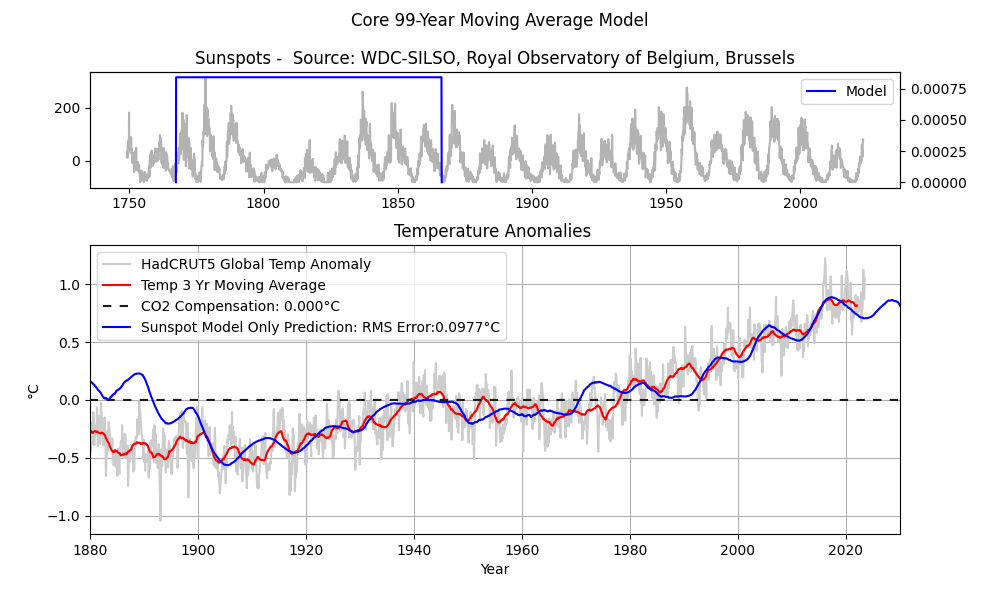 Core 99-Year Moving Average Model
Sunspots -  Source: WDC-SILSO, Royal Observatory of Belgium, Brussels
200
0
Model
0.00075
0.00050
0.00025
0.00000
1750
1800
1850
1900
1950
2000
Temperature Anomalies
HadCRUT5 Global Temp Anomaly
Temp 3 Yr Moving Average
CO2 Compensation: 0.000°C
Sunspot Model Only Prediction: RMS Error:0.0977°C
1.0
0.5
0.0
−0.5
−1.0
°C
1880
1900
1920
1940
1960
1980
2000
2020
Year